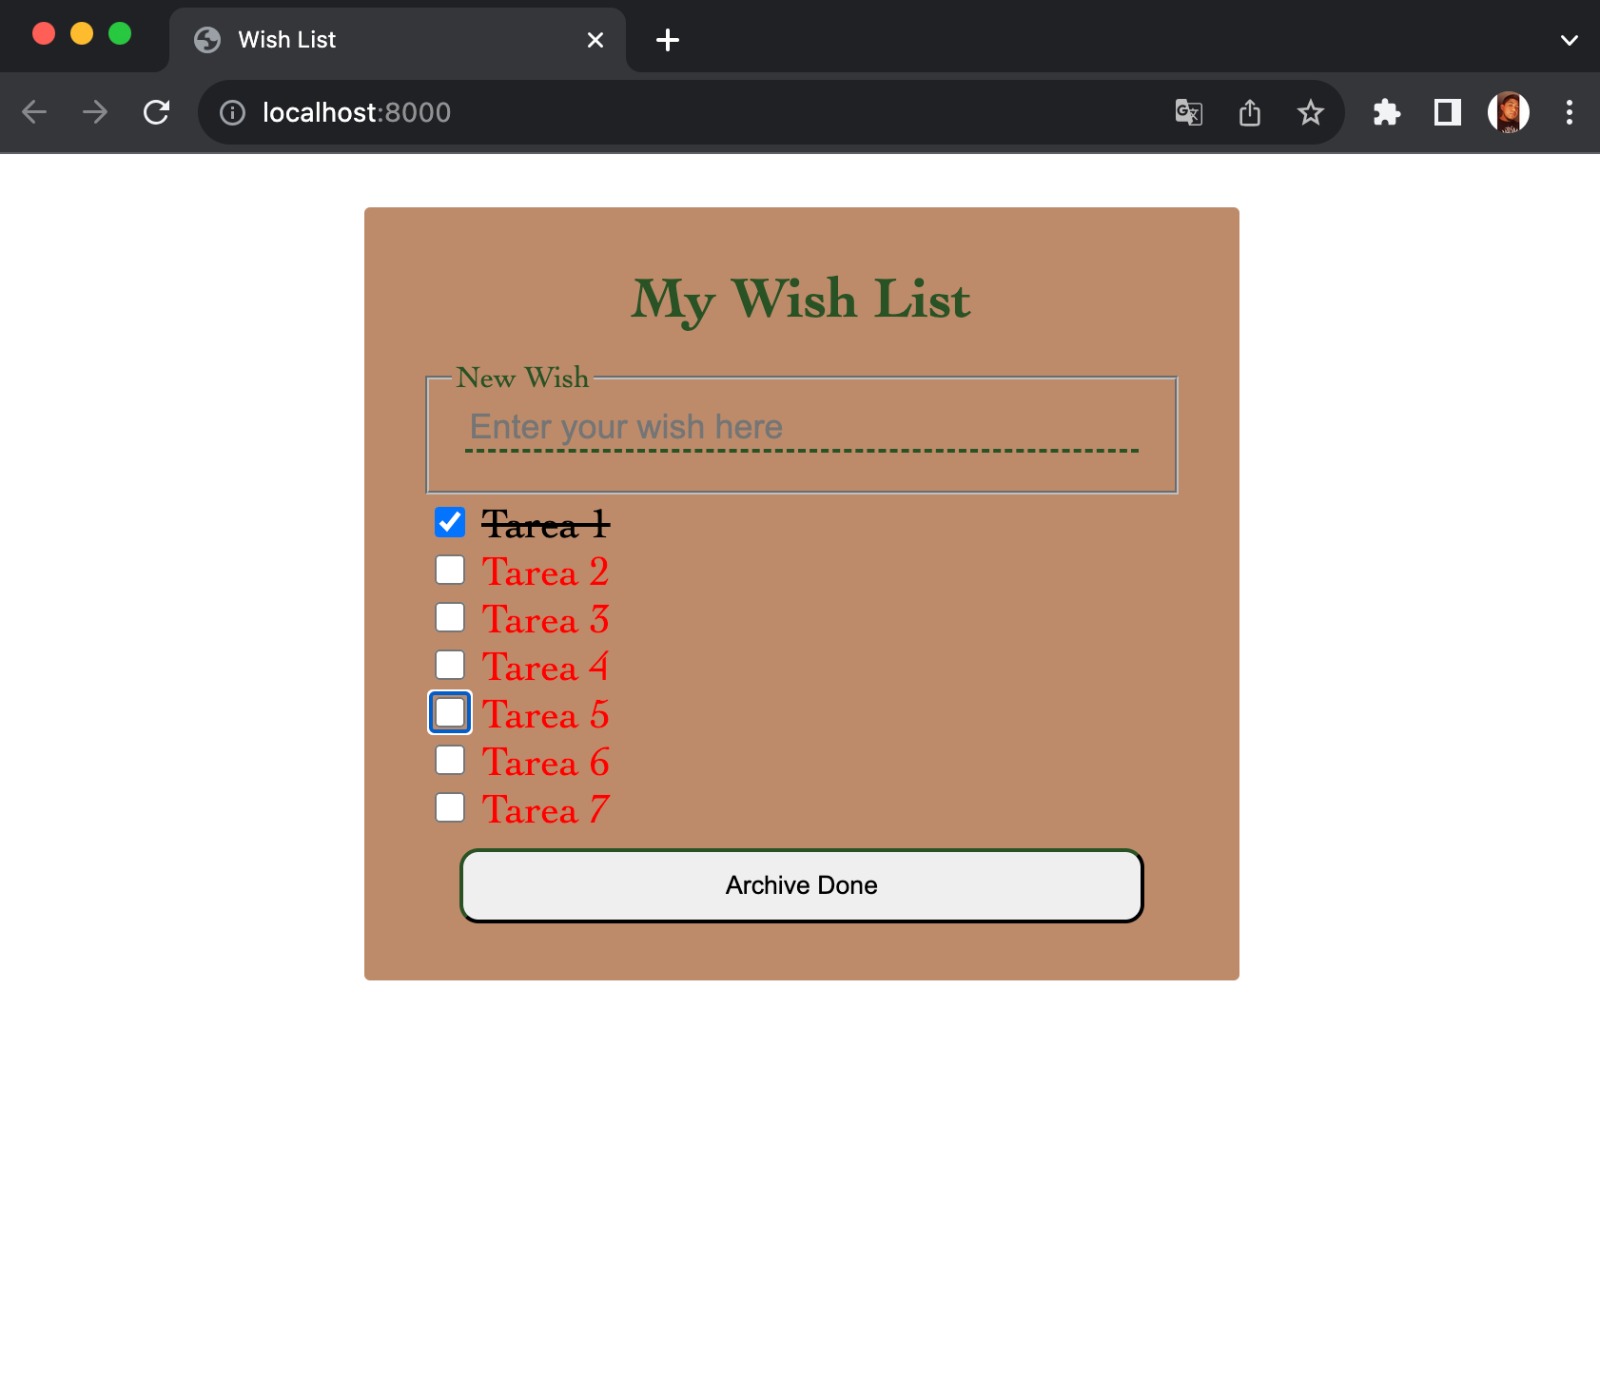 Wish List
localhost:8000
My Wish List
New Wish
Enter your wish here
Tarea 1
Tarea 2
Tarea 3
Tarea 4
Tarea 5
Tarea 6
Tarea 7
Archive Done